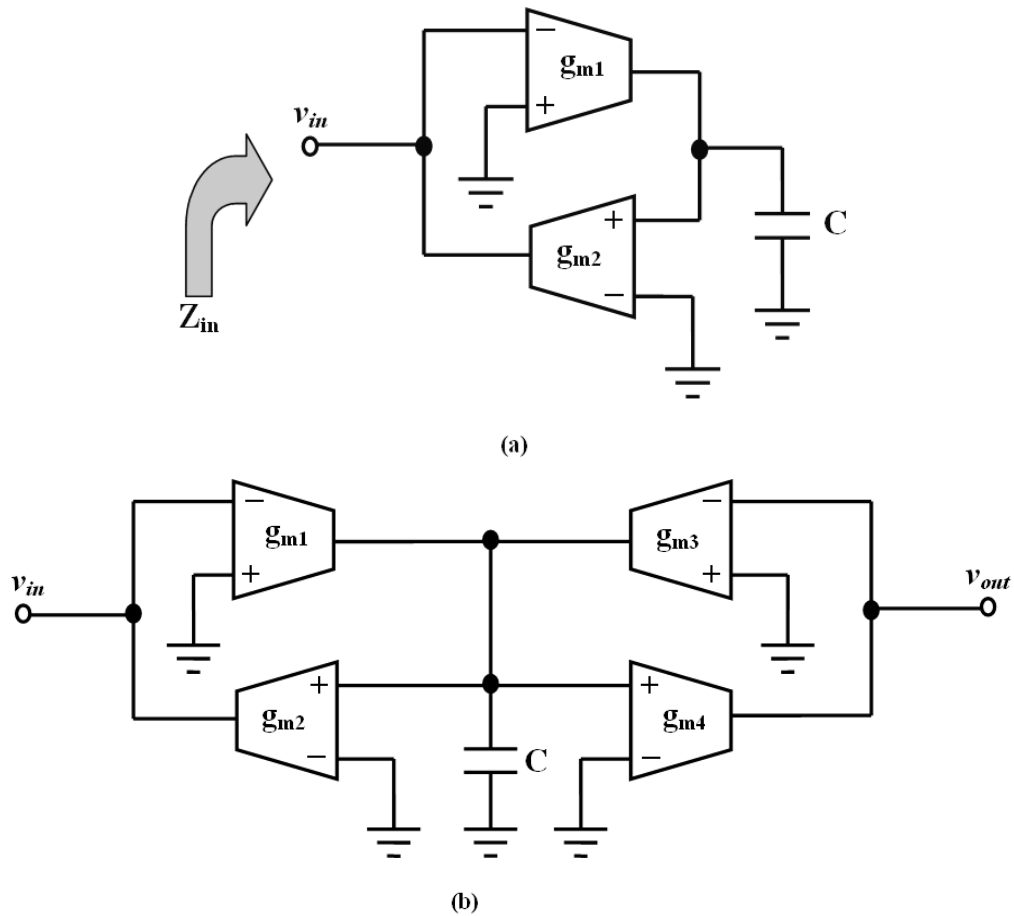 −
g_m1
+
v_in
+
g_m2
−
C
Z_in
(a)
−
g_m1
+
−
g_m3
+
v_in
v_out
+
g_m2
−
C
+
g_m4
−
(b)